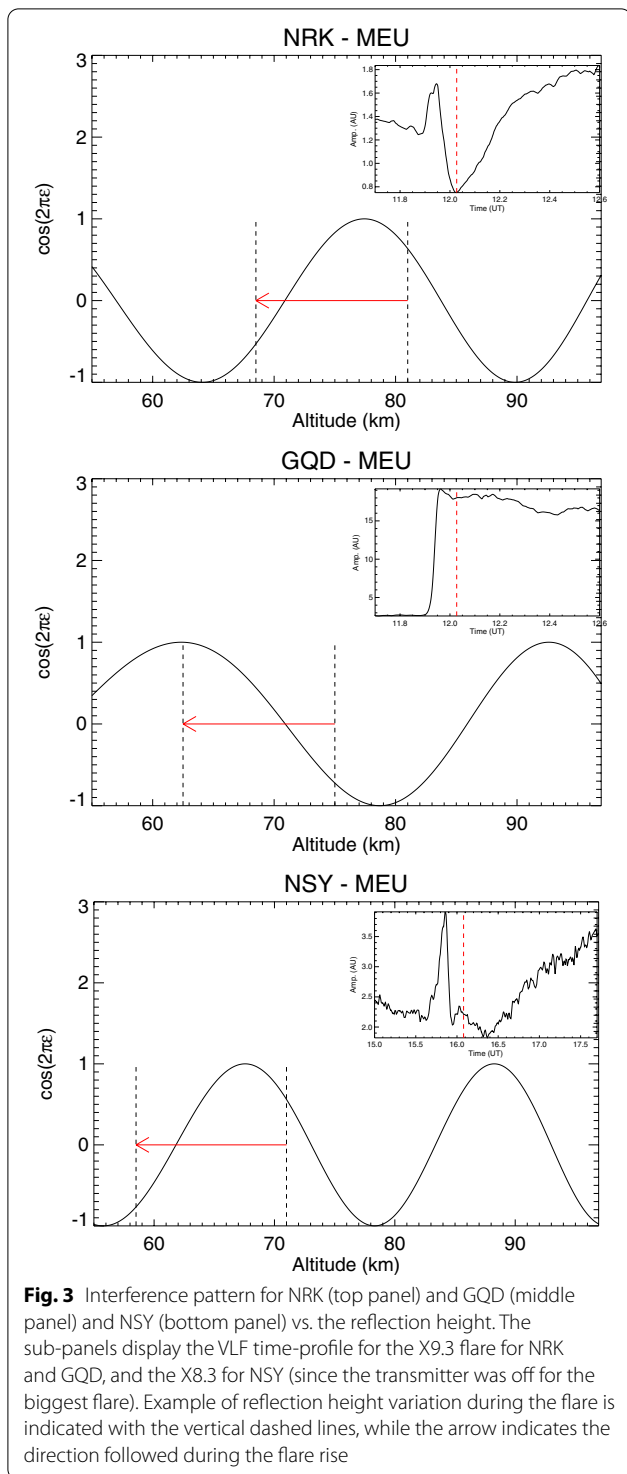 NRK - MEU
3
2
1
0
-1
cos(2πε)
60 70 80 90
Altitude (km)
1.8
1.6
1.4
1.2
1.0
0.8
Amp. (AU)
11.8 12.0 12.2 12.4 12.6
Time (UT)
GQD - MEU
3
2
1
0
-1
cos(2πε)
60 70 80 90
Altitude (km)
15
10
5
Amp. (AU)
11.8 12.0 12.2 12.4 12.6
Time (UT)
NSY - MEU
3
2
1
0
-1
cos(2πε)
60 70 80 90
Altitude (km)
3.5
3.0
2.5
2.0
Amp. (AU)
15.0 15.5 16.0 16.5 17.0 17.5
Time (UT)
Fig. 3 Interference pattern for NRK (top panel) and GQD (middle
panel) and NSY (bottom panel) vs. the reflection height. The
sub-panels display the VLF time-profile for the X9.3 flare for NRK
and GQD, and the X8.3 for NSY (since the transmitter was off for the
biggest flare). Example of reflection height variation during the flare is
indicated with the vertical dashed lines, while the arrow indicates the
direction followed during the flare rise